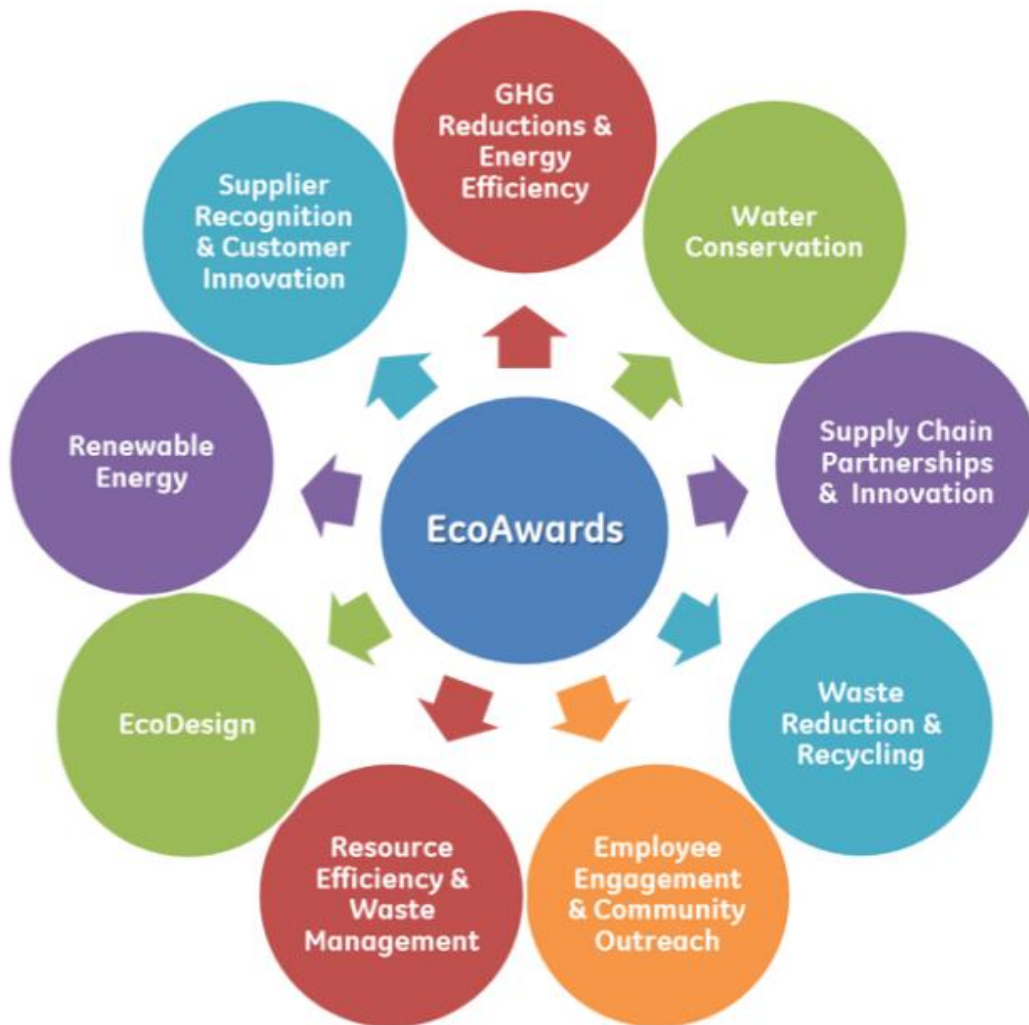 GHG
Reductions &
Energy
Efficiency
Water
Conservation
Supply Chain
Partnerships
& Innovation
Waste
Reduction &
Recycling
Employee
Engagement
& Community
Outreach
Resource
Efficiency &
Waste
Management
EcoDesign
Renewable
Energy
Supplier
Recognition
& Customer
Innovation
EcoAwards